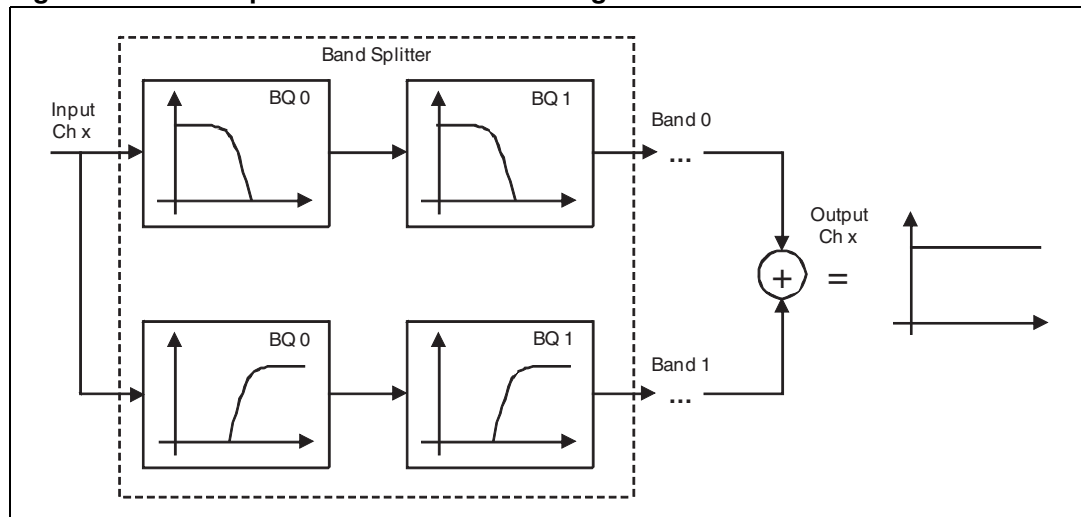 Band Splitter
BQ 0
BQ 1
Input
Ch x
Band 0
...
Output
Ch x
+
=
BQ 0
BQ 1
Band 1
...